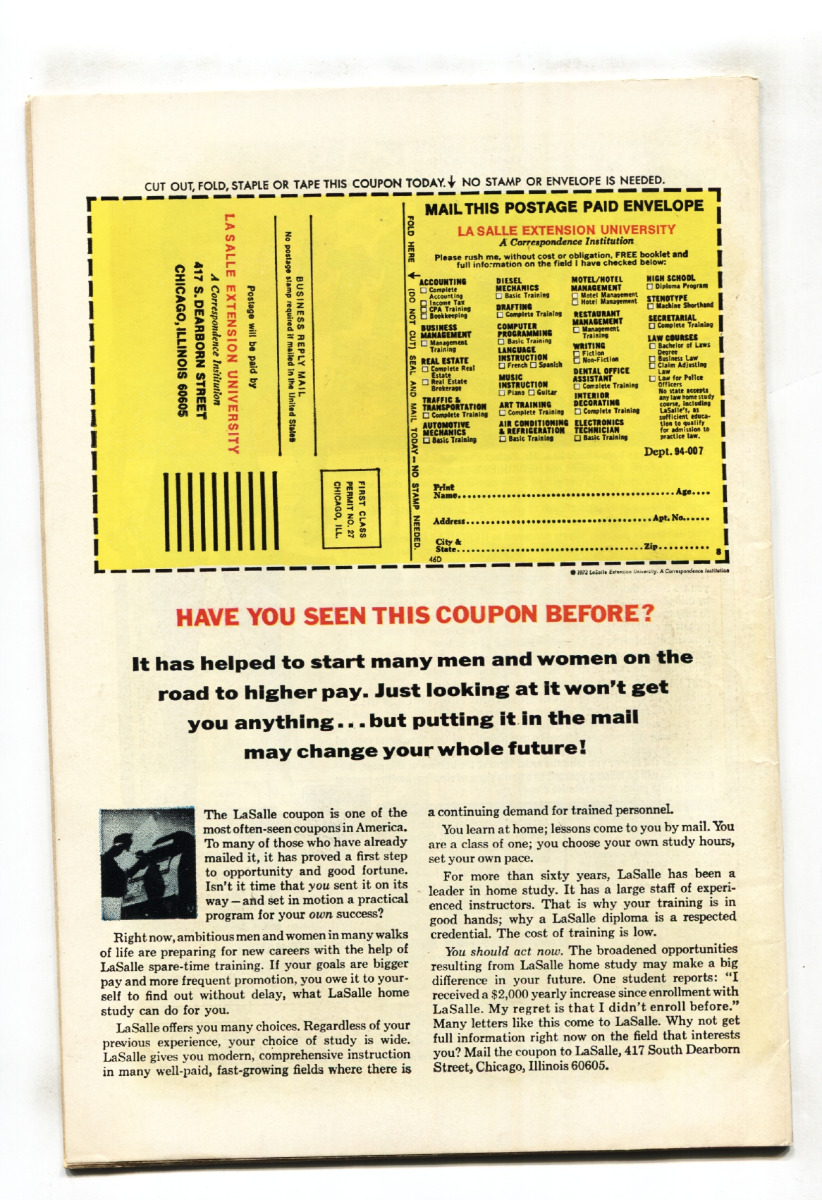 CUT OUT, FOLD, STAPLE OR TAPE THIS COUPON TODAY.↓ NO STAMP OR ENVELOPE IS NEEDED.
LA SALLE EXTENSION UNIVERSITY
A Correspondence Institution
417 S. DEARBORN STREET
CHICAGO, ILLINOIS 60605
Postage will be paid by
BUSINESS REPLY MAIL
No postage stamp required if mailed in the United States
FIRST CLASS
PERMIT NO. 27
CHICAGO, ILL.
FOLD HERE ↓ (DO NOT CUT) SEAL AND MAIL TODAY—NO STAMP NEEDED.
MAIL THIS POSTAGE PAID ENVELOPE
LA SALLE EXTENSION UNIVERSITY
A Correspondence Institution
Please rush me, without cost or obligation, FREE booklet and
full information on the field I have checked below:
ACCOUNTING
☐ Complete
Accounting
☐ Income Tax
☐ CPA Training
☐ Bookkeeping
BUSINESS
MANAGEMENT
☐ Management
Training
REAL ESTATE
☐ Complete Real
Estate
☐ Real Estate
Brokerage
TRAFFIC &
TRANSPORTATION
☐ Complete Training
AUTOMOTIVE
MECHANICS
☐ Basic Training
DIESEL
MECHANICS
☐ Basic Training
DRAFTING
☐ Complete Training
COMPUTER
PROGRAMMING
☐ Basic Training
LANGUAGE
INSTRUCTION
☐ French ☐ Spanish
MUSIC
INSTRUCTION
☐ Piano ☐ Guitar
ART TRAINING
☐ Complete Training
AIR CONDITIONING
& REFRIGERATION
☐ Basic Training
MOTEL/HOTEL
MANAGEMENT
☐ Motel Management
☐ Hotel Management
RESTAURANT
MANAGEMENT
☐ Management
Training
WRITING
☐ Fiction
☐ Non-Fiction
DENTAL OFFICE
ASSISTANT
☐ Complete Training
INTERIOR
DECORATING
☐ Complete Training
ELECTRONICS
TECHNICIAN
☐ Basic Training
HIGH SCHOOL
☐ Diploma Program
STENOTYPE
☐ Machine Shorthand
SECRETARIAL
☐ Complete Training
LAW COURSES
☐ Bachelor of Laws
Degree
☐ Business Law
☐ Claim Adjusting
Law
☐ Law for Police
Officers
No state accepts
any law home study
course, including
LaSalle's, as
sufficient educa-
tion to qualify
for admission to
practice law.
Dept. 94-007
Print
Name.......... Age....
Address.......... Apt. No......
City &
State.......... Zip..........
46D
8
© 1972 LaSalle Extension University. A Correspondence Institution
HAVE YOU SEEN THIS COUPON BEFORE?
It has helped to start many men and women on the
road to higher pay. Just looking at it won't get
you anything...but putting it in the mail
may change your whole future!
The LaSalle coupon is one of the
most often-seen coupons in America.
To many of those who have already
mailed it, it has proved a first step
to opportunity and good fortune.
Isn't it time that you sent it on its
way—and set in motion a practical
program for your own success?
Right now, ambitious men and women in many walks
of life are preparing for new careers with the help of
LaSalle spare-time training. If your goals are bigger
pay and more frequent promotion, you owe it to your-
self to find out without delay, what LaSalle home
study can do for you.
LaSalle offers you many choices. Regardless of your
previous experience, your choice of study is wide.
LaSalle gives you modern, comprehensive instruction
in many well-paid, fast-growing fields where there is
a continuing demand for trained personnel.
You learn at home; lessons come to you by mail. You
are a class of one; you choose your own study hours,
set your own pace.
For more than sixty years, LaSalle has been a
leader in home study. It has a large staff of experi-
enced instructors. That is why your training is in
good hands; why a LaSalle diploma is a respected
credential. The cost of training is low.
You should act now. The broadened opportunities
resulting from LaSalle home study may make a big
difference in your future. One student reports: "I
received a $2,000 yearly increase since enrollment with
LaSalle. My regret is that I didn't enroll before."
Many letters like this come to LaSalle. Why not get
full information right now on the field that interests
you? Mail the coupon to LaSalle, 417 South Dearborn
Street, Chicago, Illinois 60605.